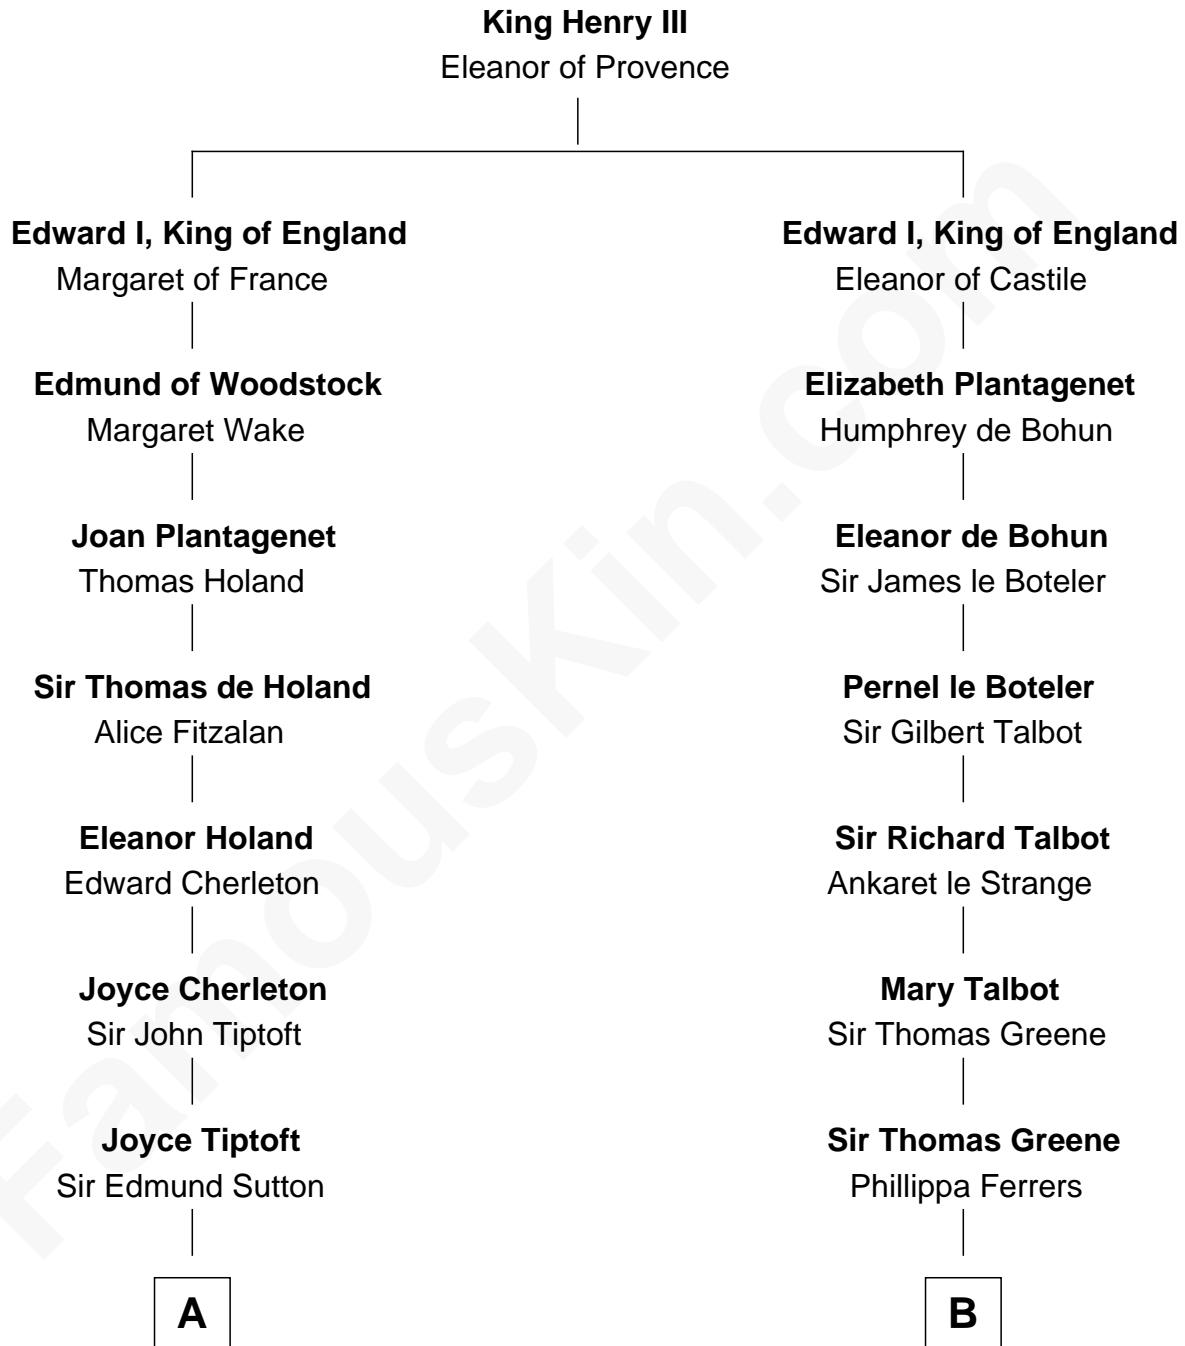 King Henry III
Eleanor of Provence
Edward I, King of England
Margaret of France
Edmund of Woodstock
Margaret Wake
Joan Plantagenet
Thomas Holand
Sir Thomas de Holand
Alice Fitzalan
Eleanor Holand
Edward Cherleton
Joyce Cherleton
Sir John Tiptoft
Joyce Tiptoft
Sir Edmund Sutton
A
Edward I, King of England
Eleanor of Castile
Elizabeth Plantagenet
Humphrey de Bohun
Eleanor de Bohun
Sir James le Boteler
Pernel le Boteler
Sir Gilbert Talbot
Sir Richard Talbot
Ankaret le Strange
Mary Talbot
Sir Thomas Greene
Sir Thomas Greene
Phillippa Ferrers
B
FamousKin.com